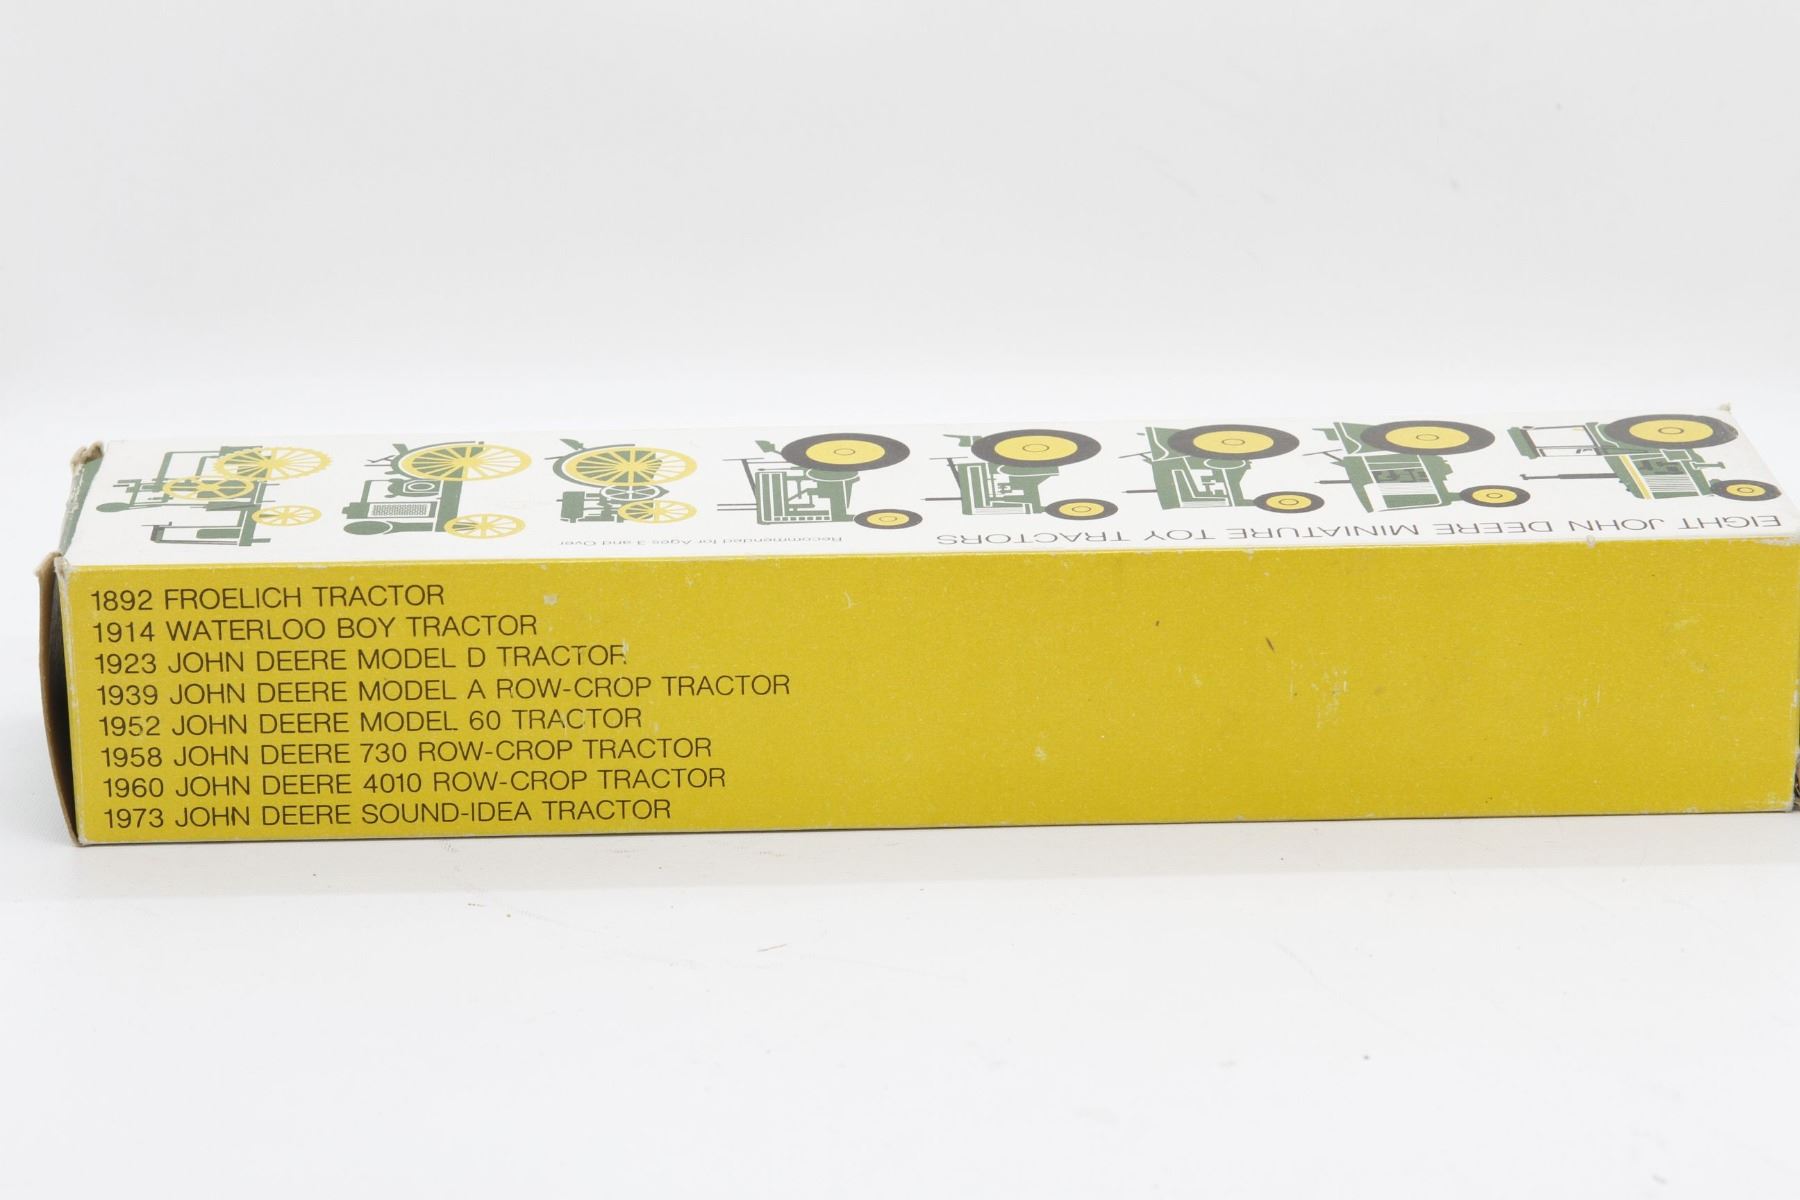 EIGHT JOHN DEERE MINIATURE TOY TRACTORS
Recommended for Ages 3 and Over
1892 FROELICH TRACTOR
1914 WATERLOO BOY TRACTOR
1923 JOHN DEERE MODEL D TRACTOR
1939 JOHN DEERE MODEL A ROW-CROP TRACTOR
1952 JOHN DEERE MODEL 60 TRACTOR
1958 JOHN DEERE 730 ROW-CROP TRACTOR
1960 JOHN DEERE 4010 ROW-CROP TRACTOR
1973 JOHN DEERE SOUND-IDEA TRACTOR